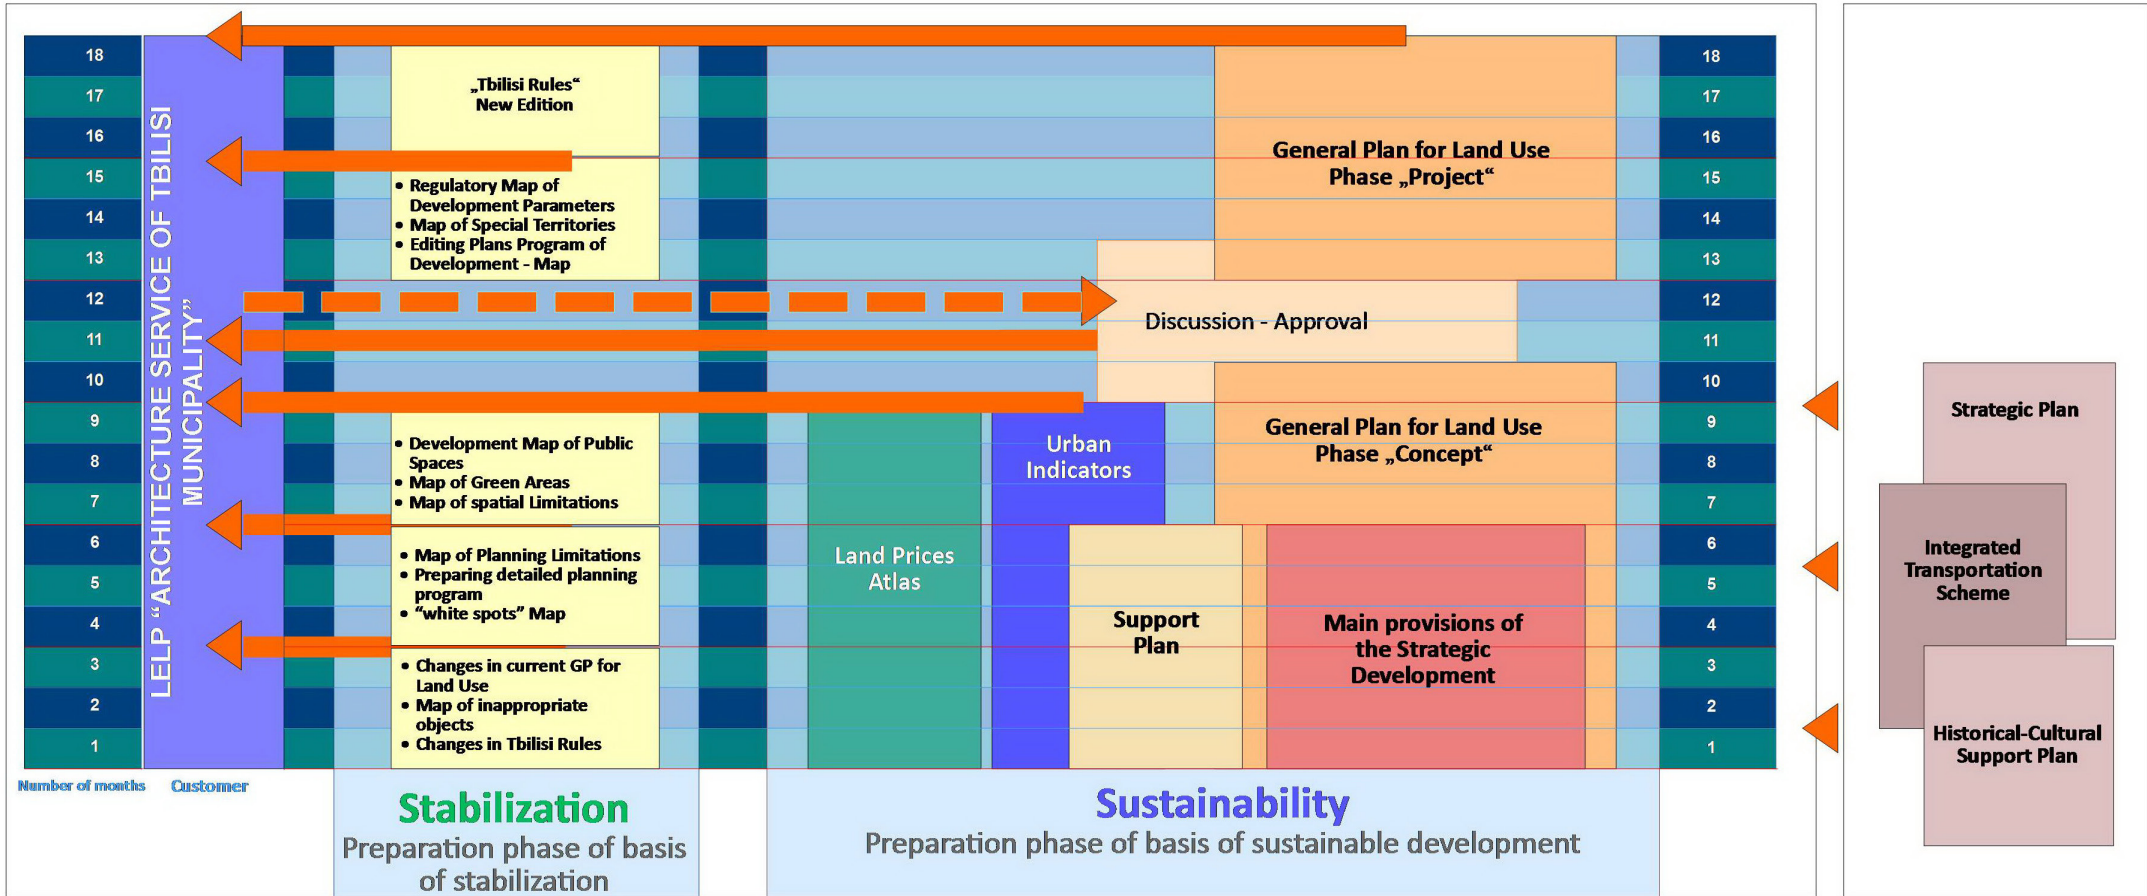 18
17
16
15
14
13
12
11
10
9
8
7
6
5
4
3
2
1
Number of months
LELP “ARCHITECTURE SERVICE OF TBILISI
MUNICIPALITY”
Customer
„Tbilisi Rules“
New Edition
• Regulatory Map of
Development Parameters
• Map of Special Territories
• Editing Plans Program of
Development - Map
• Development Map of Public
Spaces
• Map of Green Areas
• Map of spatial Limitations
• Map of Planning Limitations
• Preparing detailed planning
program
• “white spots” Map
• Changes in current GP for
Land Use
• Map of inappropriate
objects
• Changes in Tbilisi Rules
Stabilization
Preparation phase of basis
of stabilization
General Plan for Land Use
Phase „Project“
Discussion - Approval
General Plan for Land Use
Phase „Concept“
Urban
Indicators
Land Prices
Atlas
Support
Plan
Main provisions of
the Strategic
Development
Sustainability
Preparation phase of basis of sustainable development
18
17
16
15
14
13
12
11
10
9
8
7
6
5
4
3
2
1
Strategic Plan
Integrated
Transportation
Scheme
Historical-Cultural
Support Plan